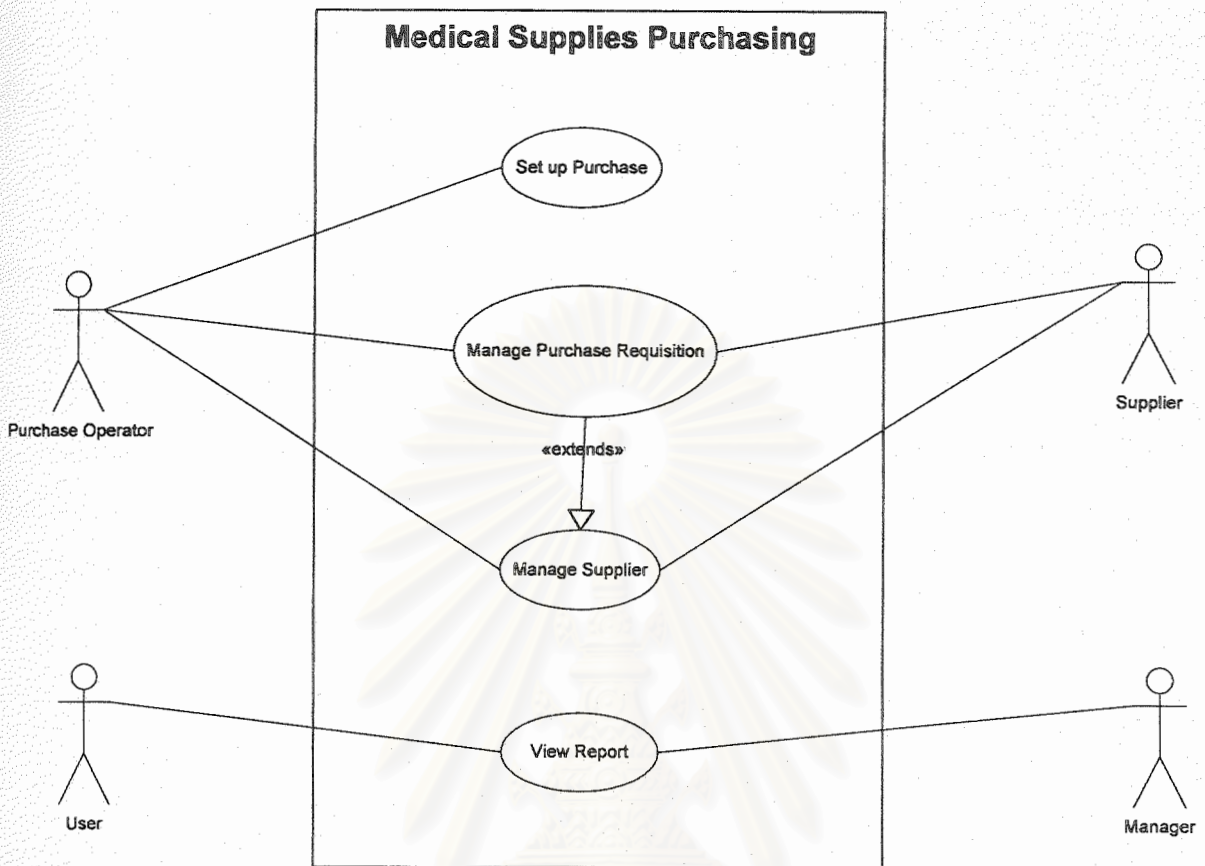 Medical Supplies Purchasing
Set up Purchase
Manage Purchase Requisition
Purchase Operator
Supplier
«extends»
Manage Supplier
View Report
User
Manager